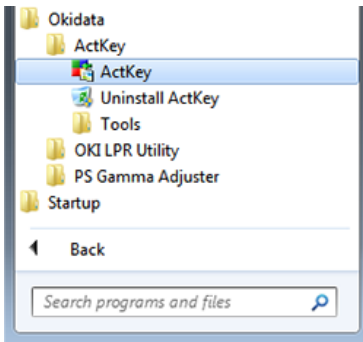 Okidata
ActKey
ActKey
Uninstall ActKey
Tools
OKI LPR Utility
PS Gamma Adjuster
Startup
Back
Search programs and files